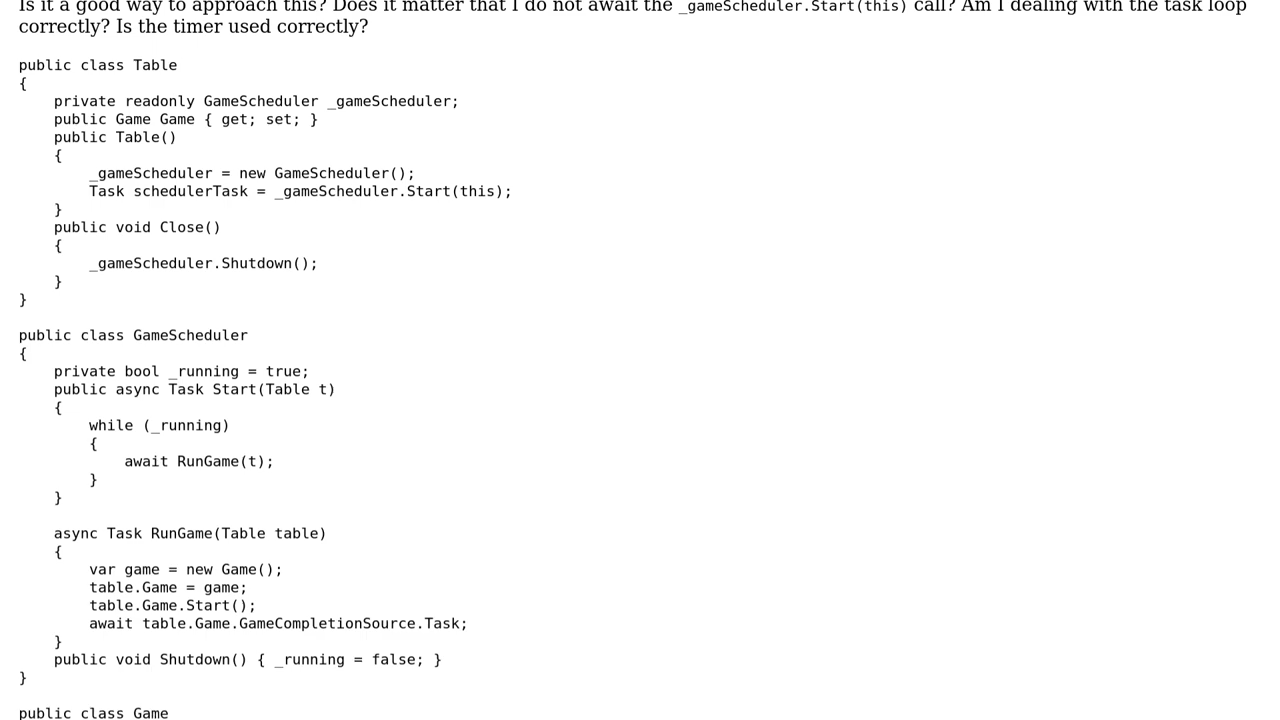 Is it a good way to approach this? Does it matter that I do not await the _gameScheduler.Start(this) call? Am I dealing with the task loop
correctly? Is the timer used correctly?
public class Table
{
    private readonly GameScheduler _gameScheduler;
    public Game Game { get; set; }
    public Table()
    {
        _gameScheduler = new GameScheduler();
        Task schedulerTask = _gameScheduler.Start(this);
    }
    public void Close()
    {
        _gameScheduler.Shutdown();
    }
}
public class GameScheduler
{
    private bool _running = true;
    public async Task Start(Table t)
    {
        while (_running)
        {
            await RunGame(t);
        }
    }
    async Task RunGame(Table table)
    {
        var game = new Game();
        table.Game = game;
        table.Game.Start();
        await table.Game.GameCompletionSource.Task;
    }
    public void Shutdown() { _running = false; }
}
public class Game